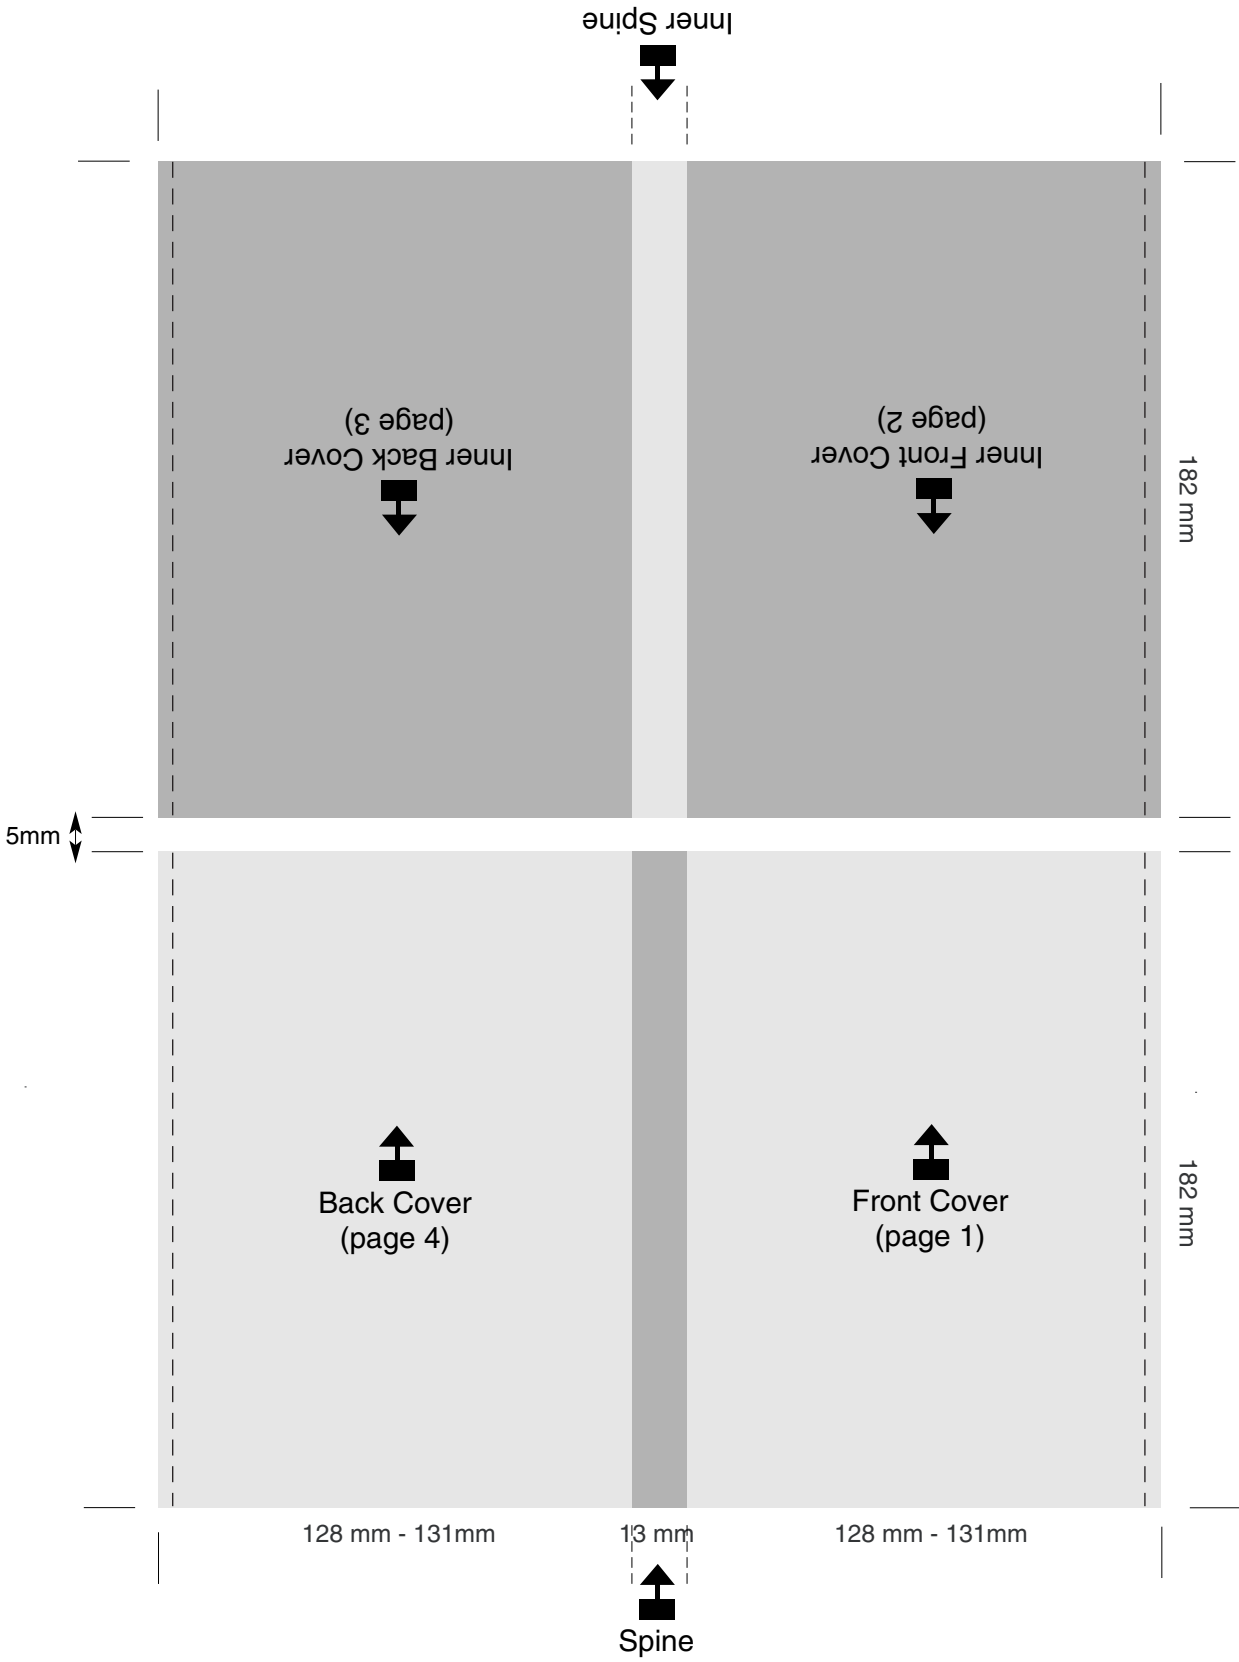 Inner Spine
Inner Back Cover
(page 3)
Inner Front Cover
(page 2)
182 mm
5mm
Back Cover
(page 4)
Front Cover
(page 1)
182 mm
128 mm - 131mm
13 mm
128 mm - 131mm
Spine